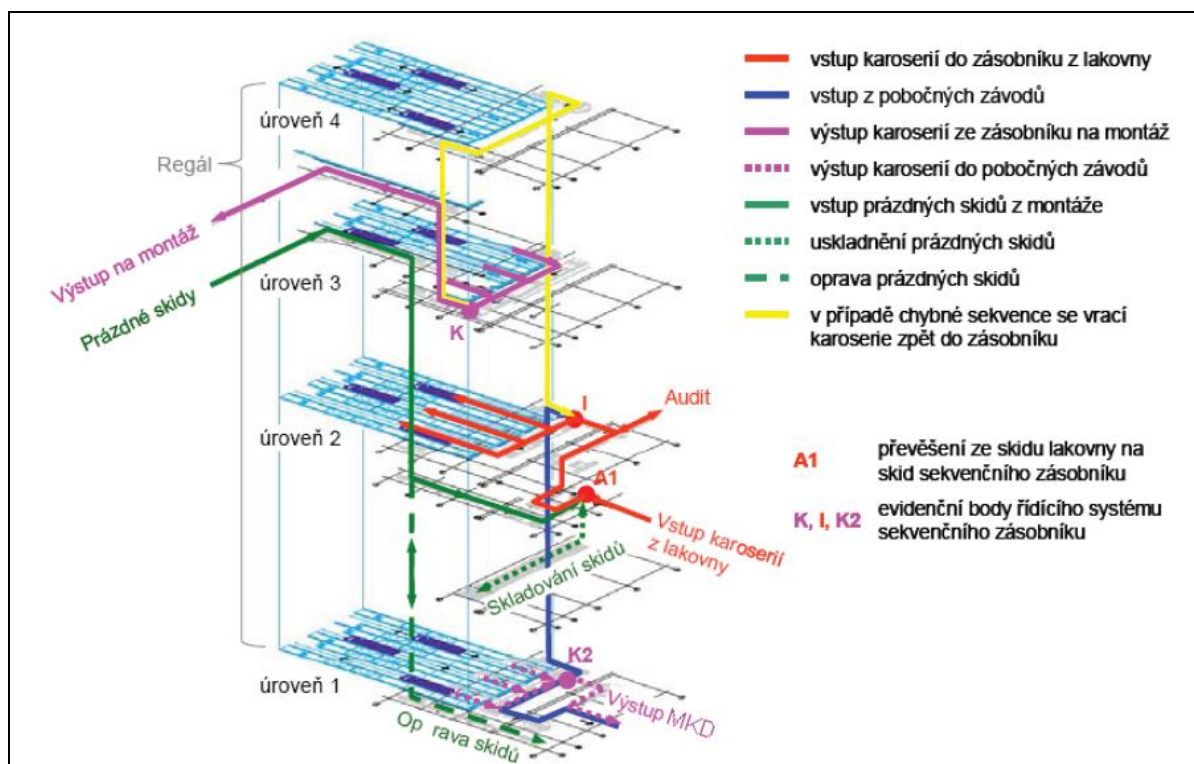 úroveň 4
Regál
Výstup na montáž
úroveň 3
Prázdné skidy
K
I
Audit
úroveň 2
A1
Vstup karoserií
z lakovny
Skladování skidů
K2
úroveň 1
Výstup MKD
Op rava skidů
vstup karoserií do zásobníku z lakovny
vstup z pobočných závodů
výstup karoserií ze zásobníku na montáž
výstup karoserií do pobočných závodů
vstup prázdných skidů z montáže
uskladnění prázdných skidů
oprava prázdných skidů
v případě chybné sekvence se vrací
karoserie zpět do zásobníku
A1 převěšení ze skidu lakovny na
skid sekvenčního zásobníku
K, I, K2 evidenční body řídícího systému
sekvenčního zásobníku